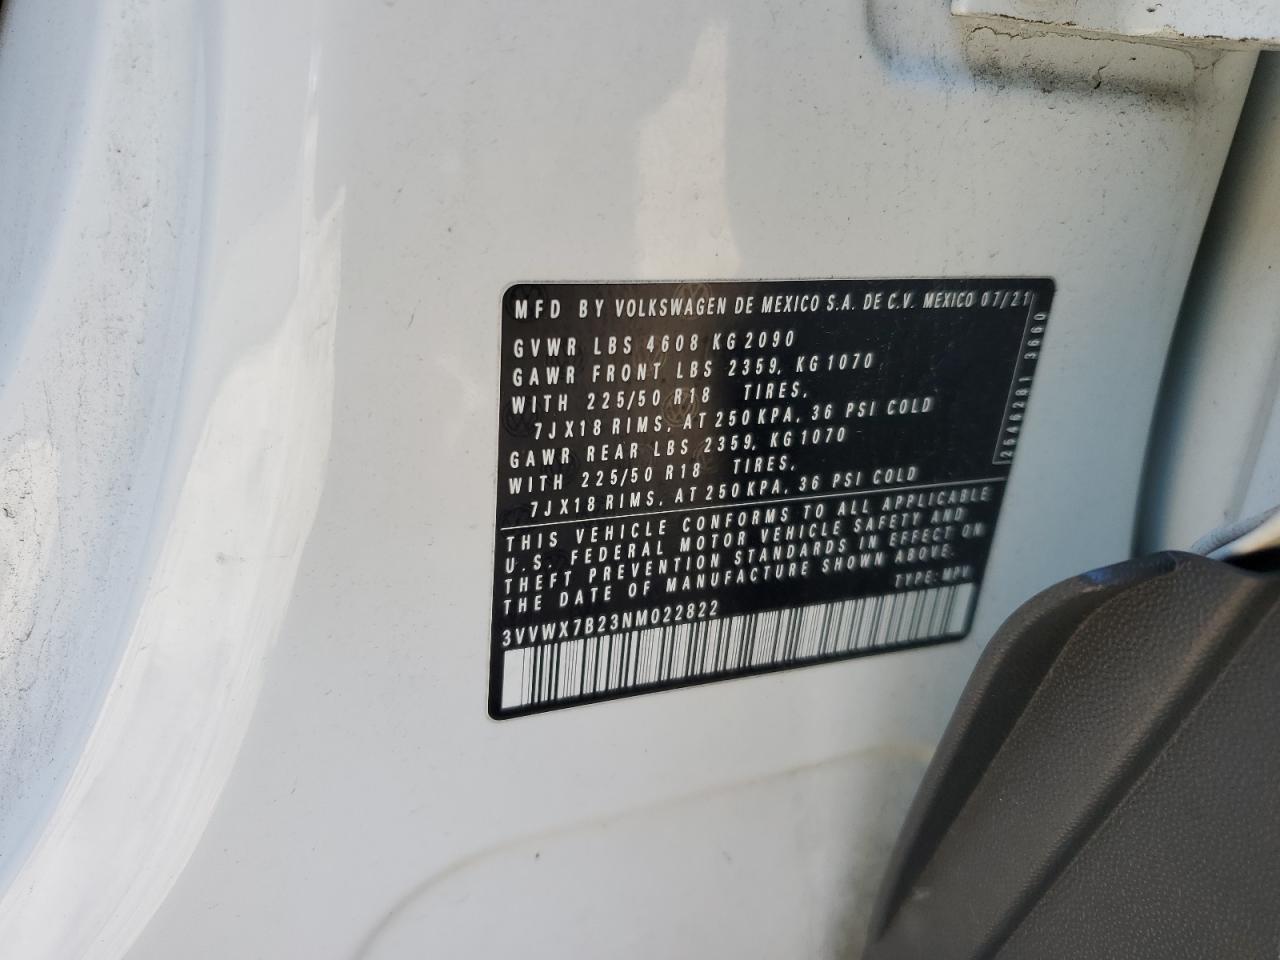 MFD BY VOLKSWAGEN DE MEXICO S.A. DE C.V. MEXICO 07/21
GVWR LBS 4608 KG 2090
GAWR FRONT LBS 2359, KG 1070
WITH 225/50 R18 TIRES,
7JX18 RIMS, AT 250 KPA, 36 PSI COLD
GAWR REAR LBS 2359, KG 1070
WITH 225/50 R18 TIRES,
7JX18 RIMS, AT 250 KPA, 36 PSI COLD
2546281 3660
THIS VEHICLE CONFORMS TO ALL APPLICABLE
U.S. FEDERAL MOTOR VEHICLE SAFETY AND
THEFT PREVENTION STANDARDS IN EFFECT ON
THE DATE OF MANUFACTURE SHOWN ABOVE.
TYPE: MPV
3VVWX7B23NM022822